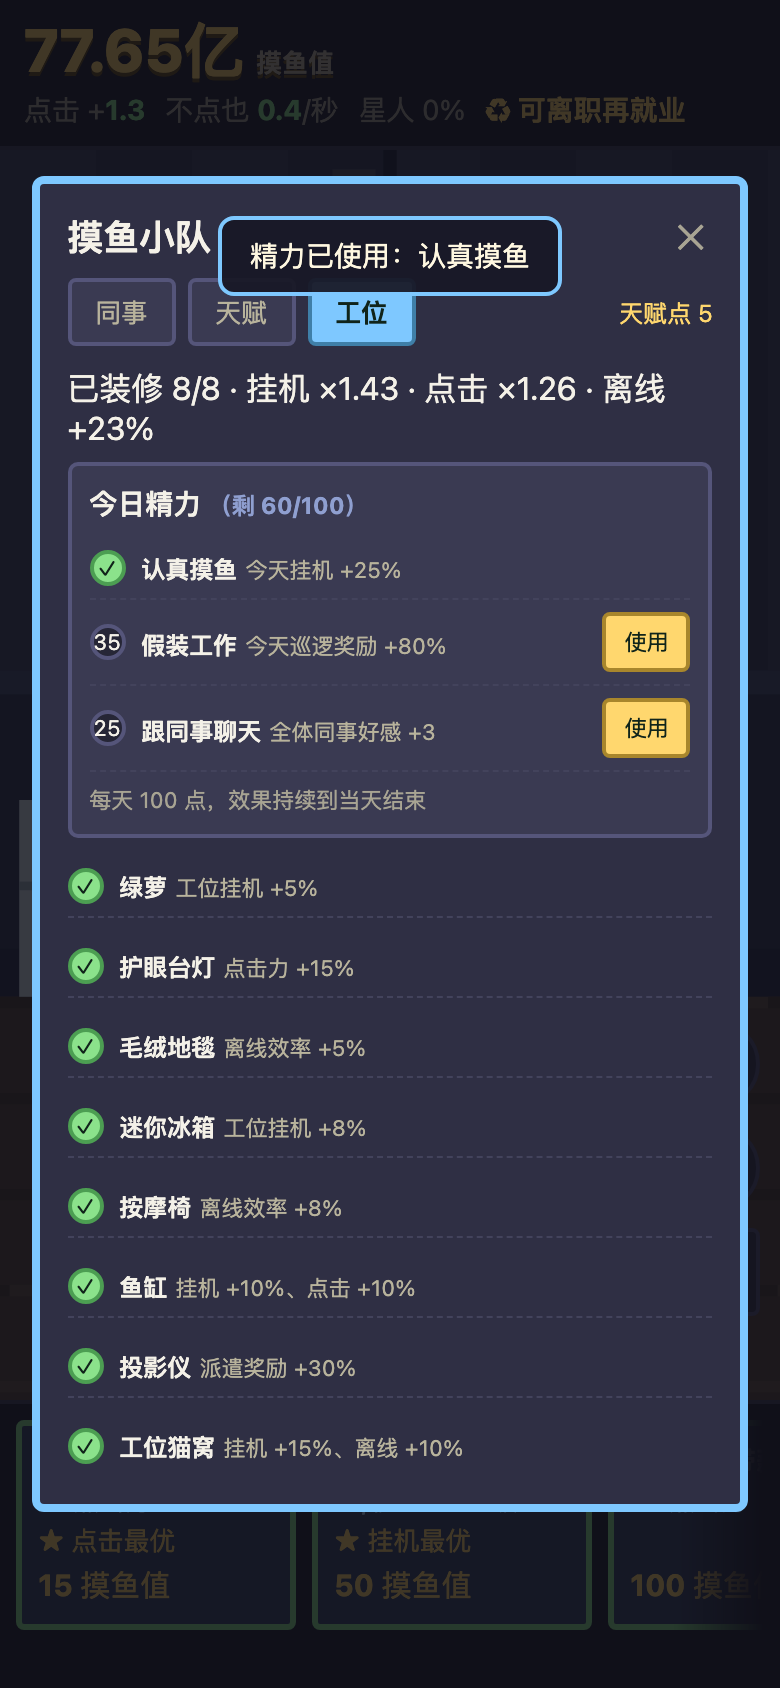 77.65亿 摸鱼值
点击 +1.3 不点也 0.4/秒 星人 0% ♻ 可离职再就业
摸鱼小队
精力已使用：认真摸鱼
同事 天赋 工位 天赋点 5
已装修 8/8 · 挂机 ×1.43 · 点击 ×1.26 · 离线
+23%
今日精力 （剩 60/100）
认真摸鱼 今天挂机 +25%
35 假装工作 今天巡逻奖励 +80% 使用
25 跟同事聊天 全体同事好感 +3 使用
每天 100 点，效果持续到当天结束
绿萝 工位挂机 +5%
护眼台灯 点击力 +15%
毛绒地毯 离线效率 +5%
迷你冰箱 工位挂机 +8%
按摩椅 离线效率 +8%
鱼缸 挂机 +10%、点击 +10%
投影仪 派遣奖励 +30%
工位猫窝 挂机 +15%、离线 +10%
★ 点击最优 ★ 挂机最优
15 摸鱼值 50 摸鱼值 100 摸鱼